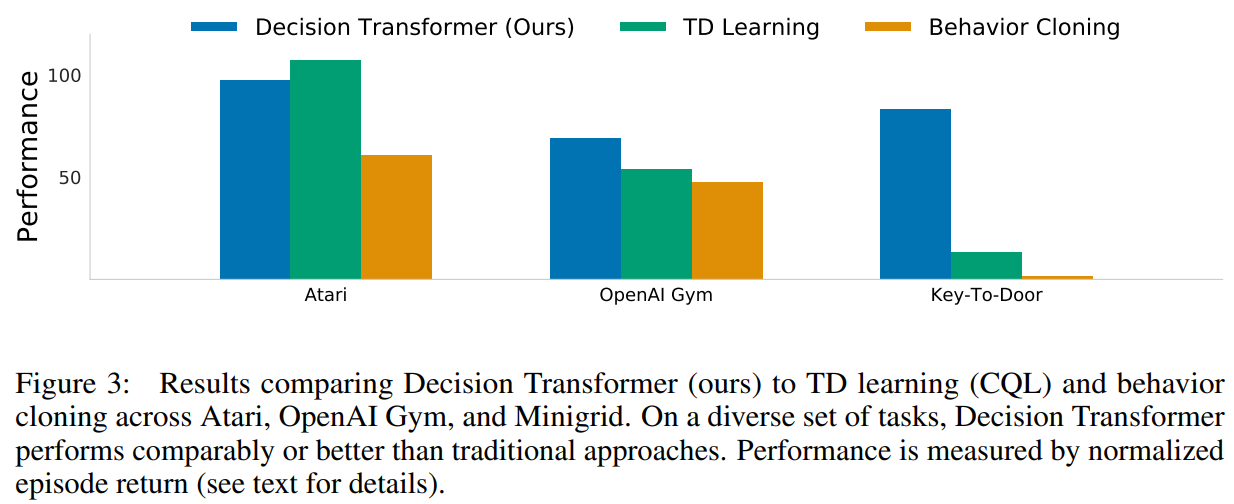 Decision Transformer (Ours) TD Learning Behavior Cloning
Performance
100
50
Atari OpenAI Gym Key-To-Door
Figure 3: Results comparing Decision Transformer (ours) to TD learning (CQL) and behavior
cloning across Atari, OpenAI Gym, and Minigrid. On a diverse set of tasks, Decision Transformer
performs comparably or better than traditional approaches. Performance is measured by normalized
episode return (see text for details).